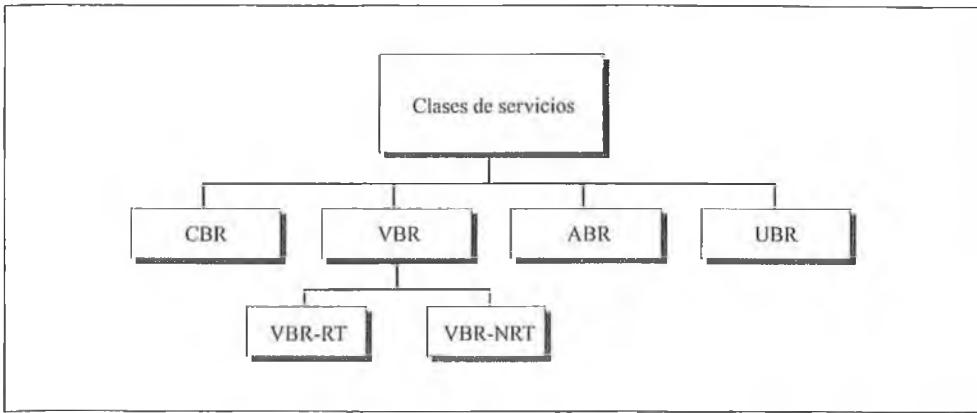 Clases de servicios
CBR
VBR
ABR
UBR
VBR-RT
VBR-NRT